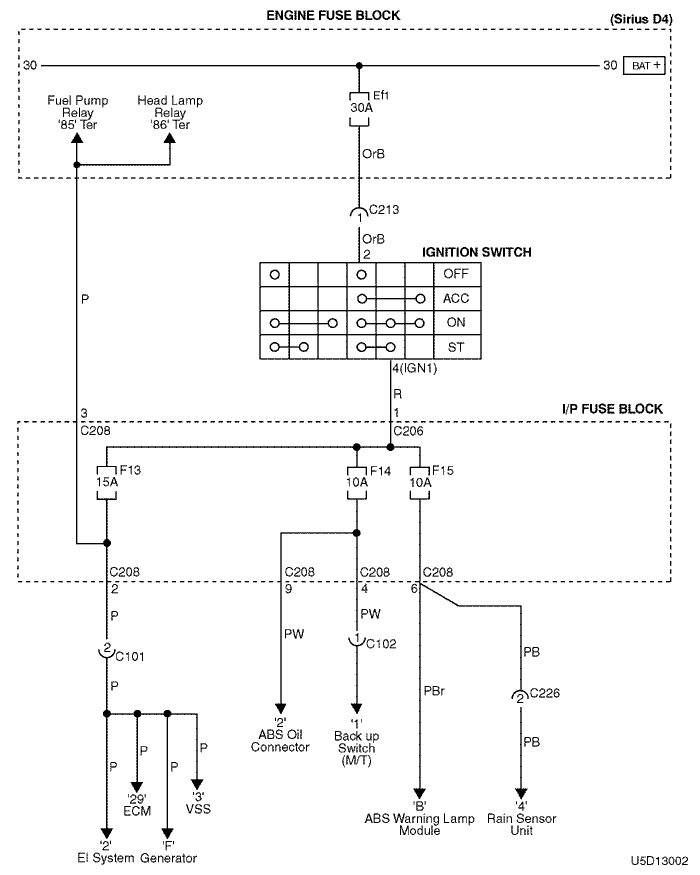 ENGINE FUSE BLOCK
(Sirius D4)
30
30
BAT +
Fuel Pump
Relay
'85' Ter
Head Lamp
Relay
'86' Ter
Ef1
30A
OrB
C213
1
OrB
2
IGNITION SWITCH
OFF
ACC
ON
ST
P
4(IGN1)
R
3
1
I/P FUSE BLOCK
C208
C206
F13
15A
F14
10A
F15
10A
C208
C208
C208
C208
2
9
4
6
P
PW
PW
2
C101
1
C102
PB
P
PBr
2
C226
PB
P
P
P
P
'2'
ABS Oil
Connector
'1'
Back up
Switch
(M/T)
'29'
ECM
'3'
VSS
'B'
ABS Warning Lamp
Module
'4'
Rain Sensor
Unit
'2'
EI System
'F'
Generator
U5D13002